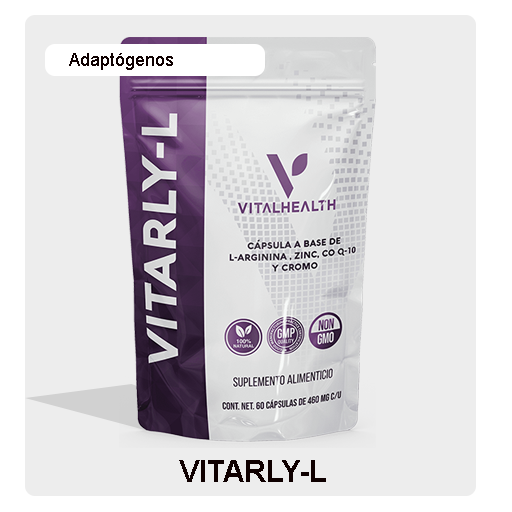 Adaptógenos
VITARLY-L
VITALHEALTH
CÁPSULA A BASE DE
L-ARGININA , ZINC, CO Q-10
Y CROMO
100%
NATURAL
GMP
QUALITY
NON
GMO
SUPLEMENTO ALIMENTICIO
CONT. NET. 60 CÁPSULAS DE 460 MG C/U
VITARLY-L